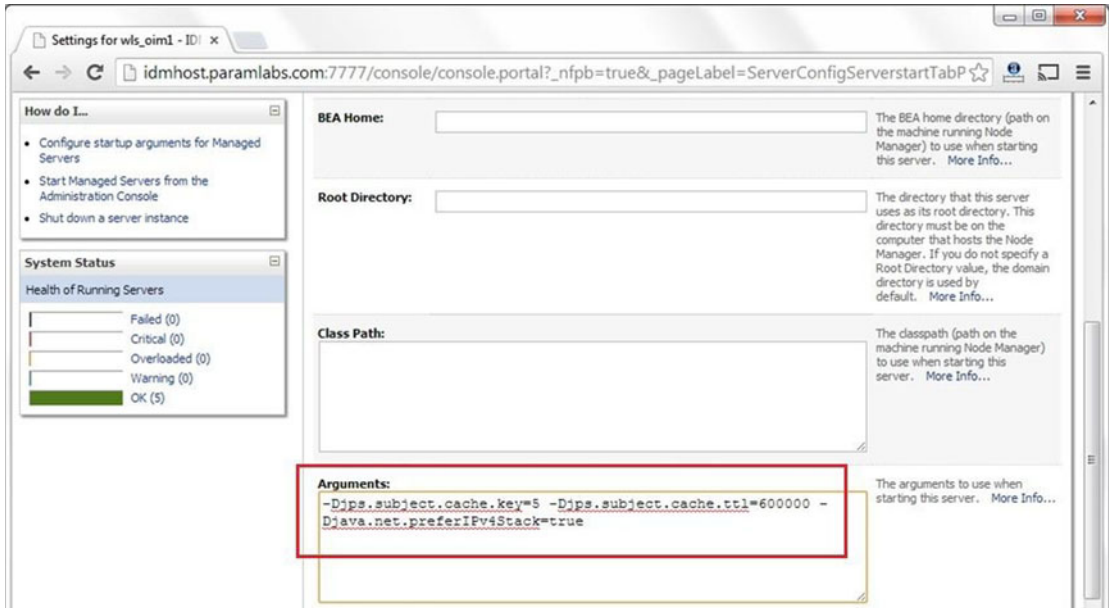 Settings for wls_oim1 - ID
idmhost.paramlabs.com:7777/console/console.portal?_nfpb=true&_pageLabel=ServerConfigServerstartTabP
How do I...
Configure startup arguments for Managed
Servers
Start Managed Servers from the
Administration Console
Shut down a server instance
System Status
Health of Running Servers
Failed (0)
Critical (0)
Overloaded (0)
Warning (0)
OK (5)
BEA Home:
The BEA home directory (path on
the machine running Node
Manager) to use when starting
this server. More Info...
Root Directory:
The directory that this server
uses as its root directory. This
directory must be on the
computer that hosts the Node
Manager. If you do not specify a
Root Directory value, the domain
directory is used by
default. More Info...
Class Path:
The classpath (path on the
machine running Node Manager)
to use when starting this
server. More Info...
Arguments:
-Djps.subject.cache.key=5 -Djps.subject.cache.ttl=600000 -
Djava.net.preferIPv4Stack=true
The arguments to use when
starting this server. More Info...